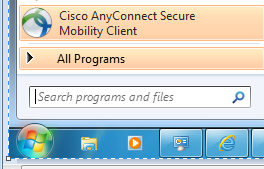 Cisco AnyConnect Secure
Mobility Client
All Programs
Search programs and files